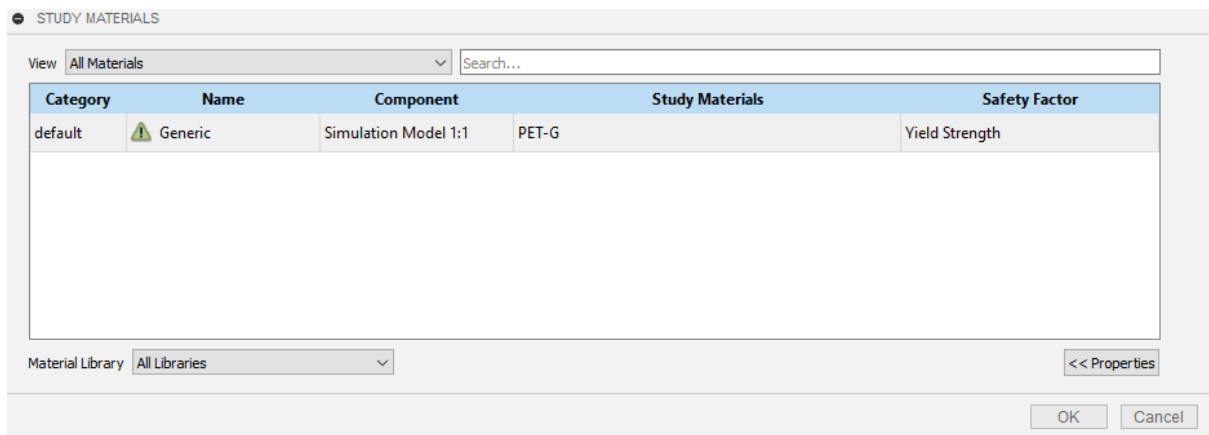 STUDY MATERIALS
View All Materials Search...
Category Name Component Study Materials Safety Factor
default Generic Simulation Model 1:1 PET-G Yield Strength
Material Library All Libraries << Properties
OK Cancel